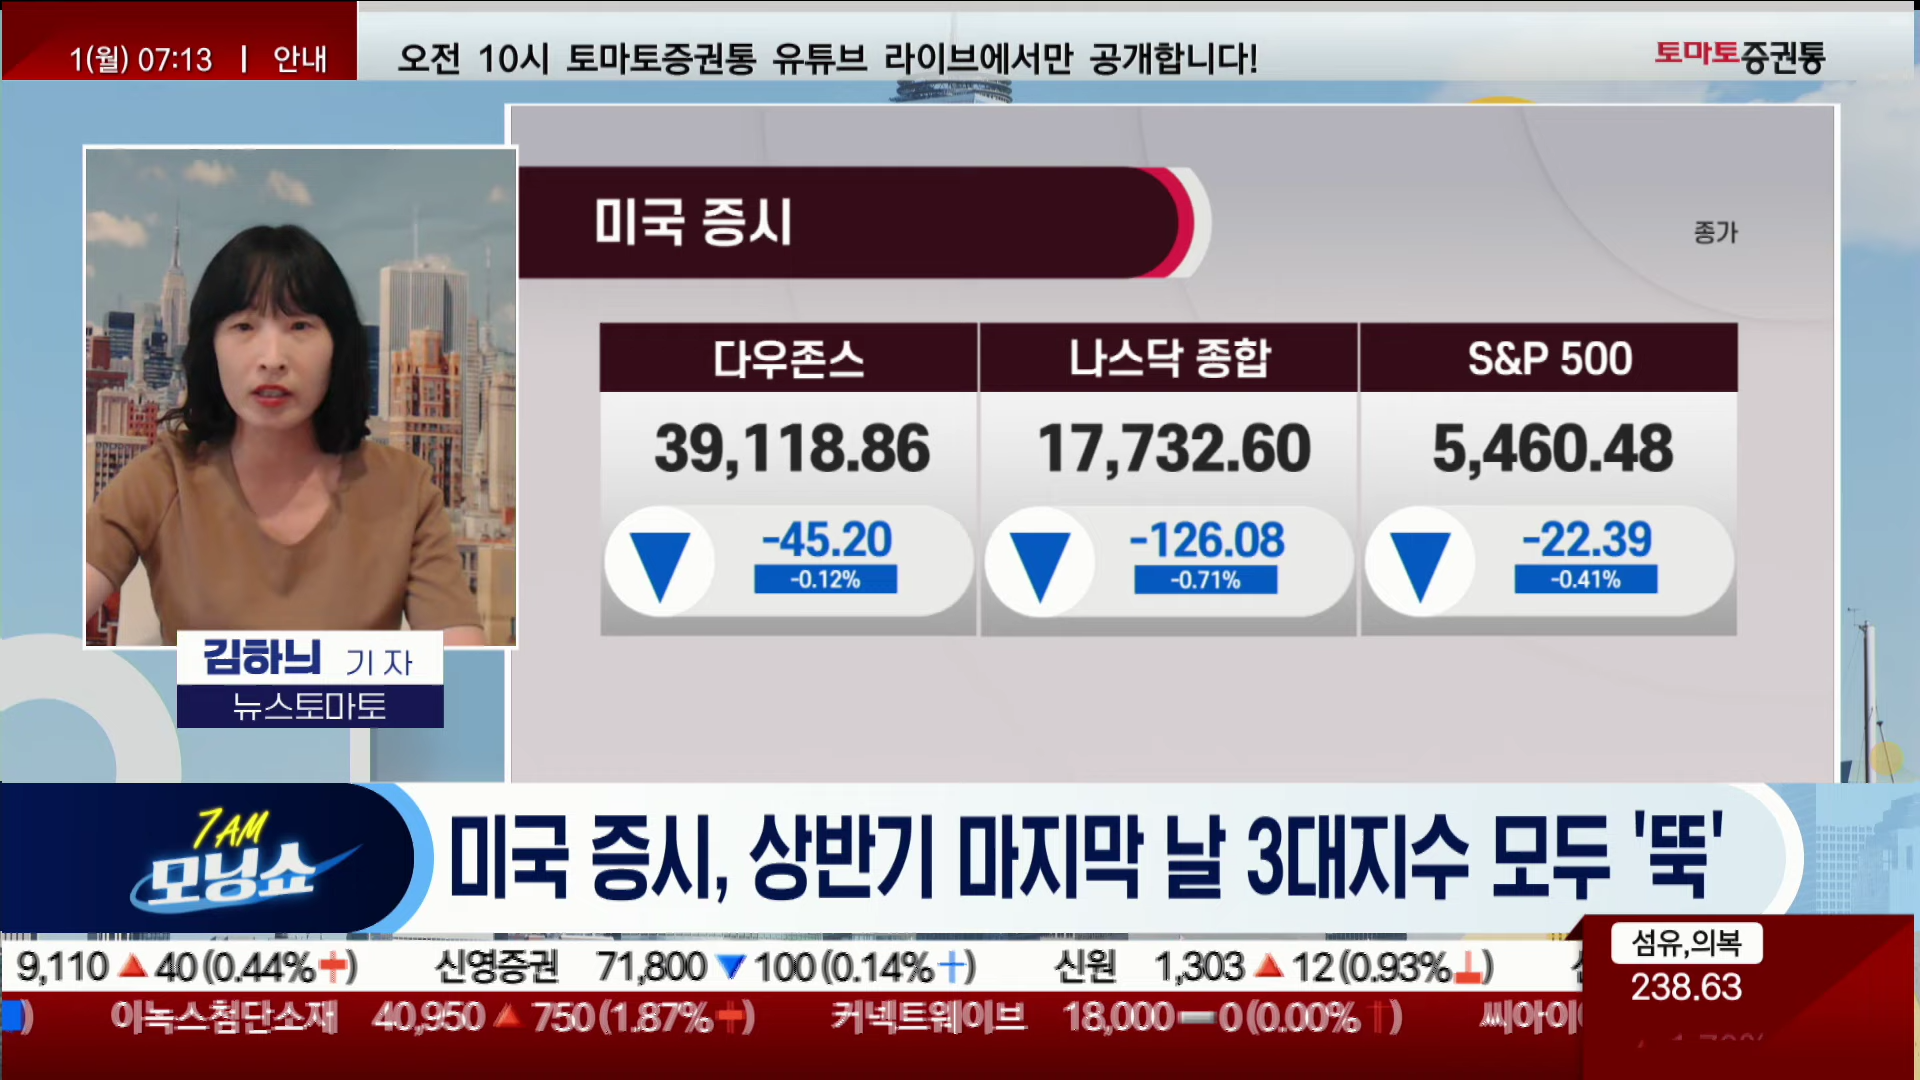 1(월) 07:13 | 안내
오전 10시 토마토증권통 유튜브 라이브에서만 공개합니다!
토마토증권통
미국 증시
종가
다우존스 나스닥 종합 S&P 500
39,118.86 17,732.60 5,460.48
-45.20 -126.08 -22.39
-0.12% -0.71% -0.41%
김하늬 기자
뉴스토마토
7AM
모닝쇼
미국 증시, 상반기 마지막 날 3대지수 모두 '뚝'
9,110 ▲ 40 (0.44% ) 신영증권 71,800 ▼ 100 (0.14% ) 신원 1,303 ▲ 12 (0.93% )
) 이녹스첨단소재 40,950 ▲ 750 (1.87% ) 커넥트웨이브 18,000 0 (0.00% ) 씨아이
섬유,의복
238.63